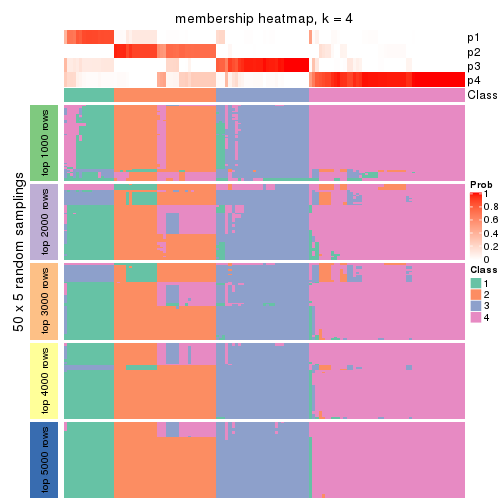 membership heatmap, k = 4
p1
p2
p3
p4
Class
50 x 5 random samplings
top 1000 rows
top 2000 rows
top 3000 rows
top 4000 rows
top 5000 rows
Prob
1
0.8
0.6
0.4
0.2
0
Class
1
2
3
4